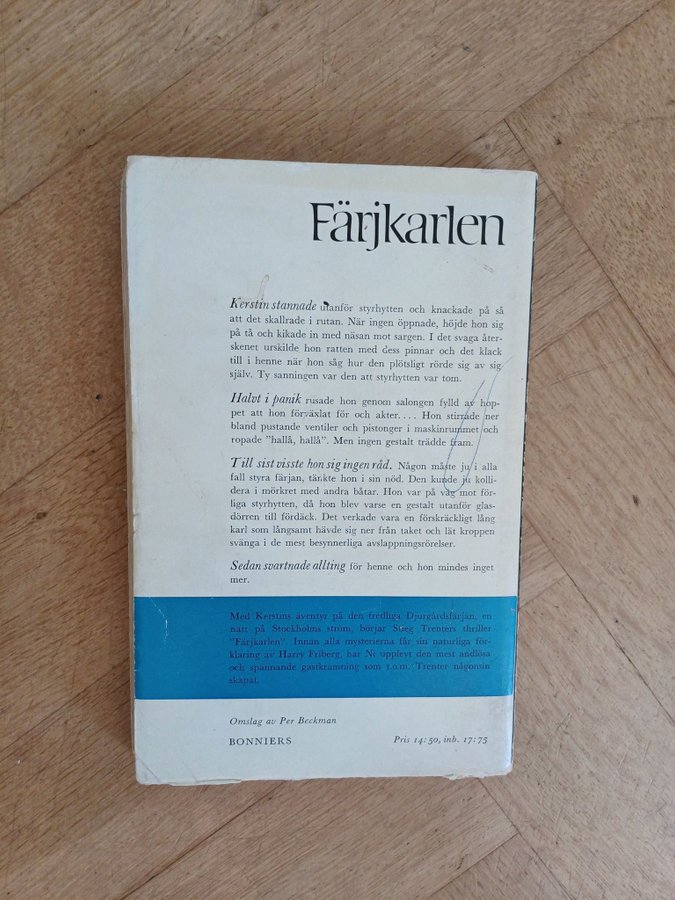 Färjkarlen
Kerstin stannade utanför styrhytten och knackade på så
att det skallrade i rutan. När ingen öppnade, höjde hon sig
på tå och kikade in med näsan mot sargen. I det svaga åter-
skenet urskilde hon ratten med dess pinnar och det klack
till i henne när hon såg hur den plötsligt rörde sig av sig
själv. Ty sanningen var den att styrhytten var tom.
Halvt i panik rusade hon genom salongen fylld av hop-
pet att hon förväxlat för och akter.... Hon stirrade ner
bland pustande ventiler och pistonger i maskinrummet och
ropade "hallå, hallå". Men ingen gestalt trädde fram.
Till sist visste hon sig ingen råd. Någon måste ju i alla
fall styra färjan, tänkte hon i sin nöd. Den kunde ju kolli-
dera i mörkret med andra båtar. Hon var på väg mot för-
liga styrhytten, då hon blev varse en gestalt utanför glas-
dörren till fördäck. Det verkade vara en förskräckligt lång
karl som långsamt hävde sig ner från taket och lät kroppen
svänga i de mest besynnerliga avslappningsrörelser.
Sedan svartnade allting för henne och hon mindes inget
mer.
Med Kerstins äventyr på den fredliga Djurgårdsfärjan, en
natt på Stockholms ström, börjar Stieg Trenters thriller
"Färjkarlen". Innan alla mysterierna får sin naturliga för-
klaring av Harry Friberg, har Ni upplevt den mest andlösa
och spännande gastkramning som t.o.m. Trenter någonsin
skapat.
Omslag av Per Beckman
BONNIERS Pris 14:50, inb. 17:75